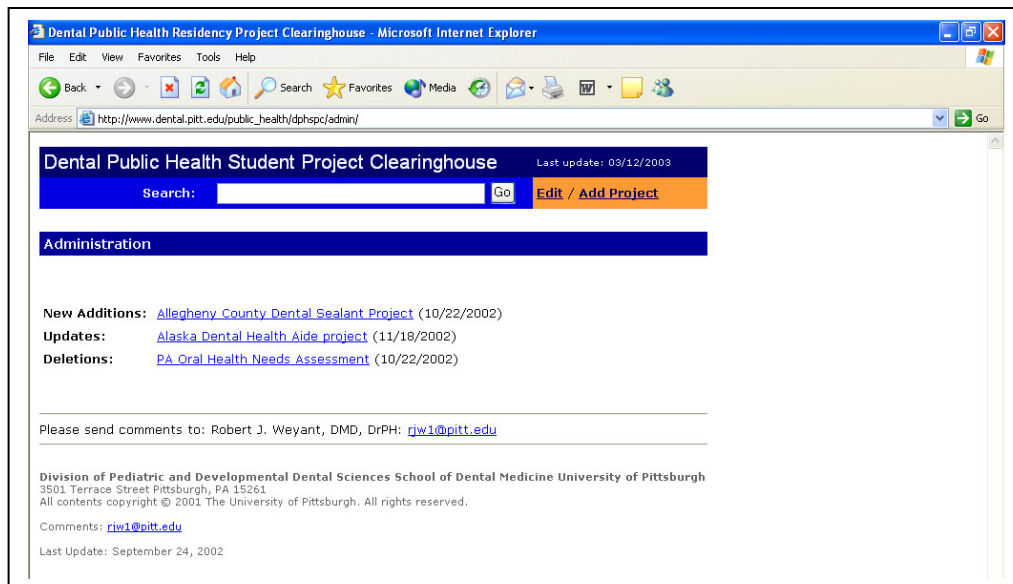 Dental Public Health Residency Project Clearinghouse - Microsoft Internet Explorer
File Edit View Favorites Tools Help
Back Search Favorites Media
Address http://www.dental.pitt.edu/public_health/dphspc/admin/ Go
Dental Public Health Student Project Clearinghouse Last update: 03/12/2003
Search: Go Edit / Add Project
Administration
New Additions: Allegheny County Dental Sealant Project (10/22/2002)
Updates: Alaska Dental Health Aide project (11/18/2002)
Deletions: PA Oral Health Needs Assessment (10/22/2002)
Please send comments to: Robert J. Weyant, DMD, DrPH: rjw1@pitt.edu
Division of Pediatric and Developmental Dental Sciences School of Dental Medicine University of Pittsburgh
3501 Terrace Street Pittsburgh, PA 15261
All contents copyright © 2001 The University of Pittsburgh. All rights reserved.
Comments: rjw1@pitt.edu
Last Update: September 24, 2002